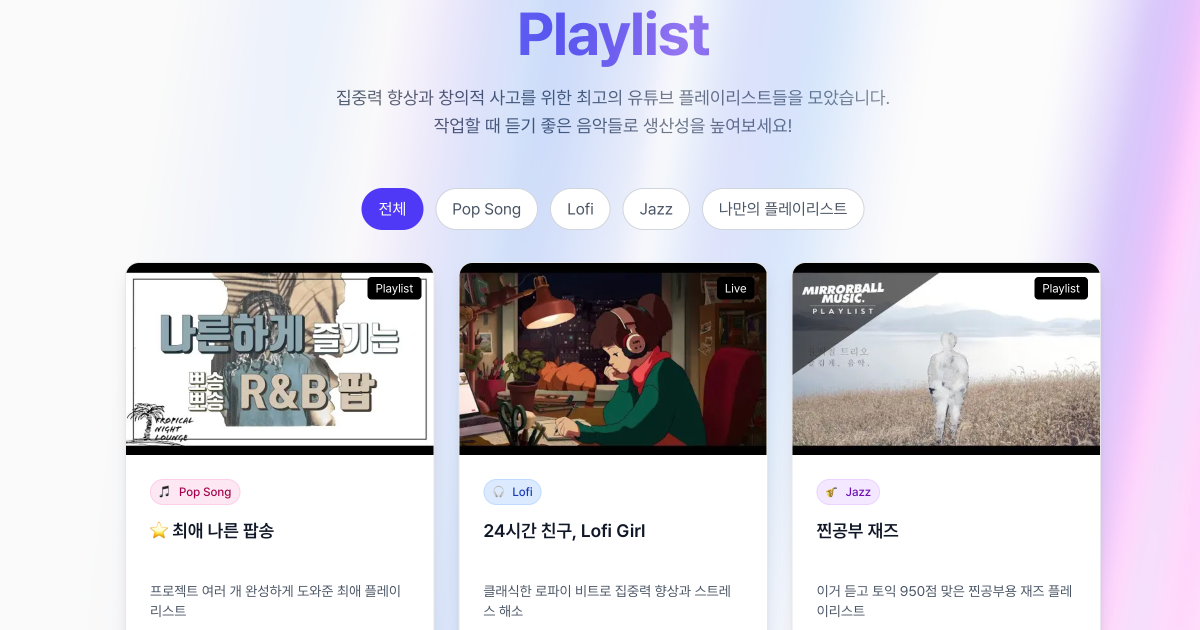 Playlist
집중력 향상과 창의적 사고를 위한 최고의 유튜브 플레이리스트들을 모았습니다.
작업할 때 듣기 좋은 음악들로 생산성을 높여보세요!
전체
Pop Song
Lofi
Jazz
나만의 플레이리스트
Playlist
나른하게 즐기는
뽀송
뽀송
R&B 팝
TROPICAL
NIGHT
LOUNGE
Live
Playlist
MIRRORBALL
MUSIC.
PLAYLIST
트리오
음악.
Pop Song
⭐ 최애 나른 팝송
프로젝트 여러 개 완성하게 도와준 최애 플레이
리스트
Lofi
24시간 친구, Lofi Girl
클래식한 로파이 비트로 집중력 향상과 스트레
스 해소
Jazz
찐공부 재즈
이거 듣고 토익 950점 맞은 찐공부용 재즈 플레
이리스트